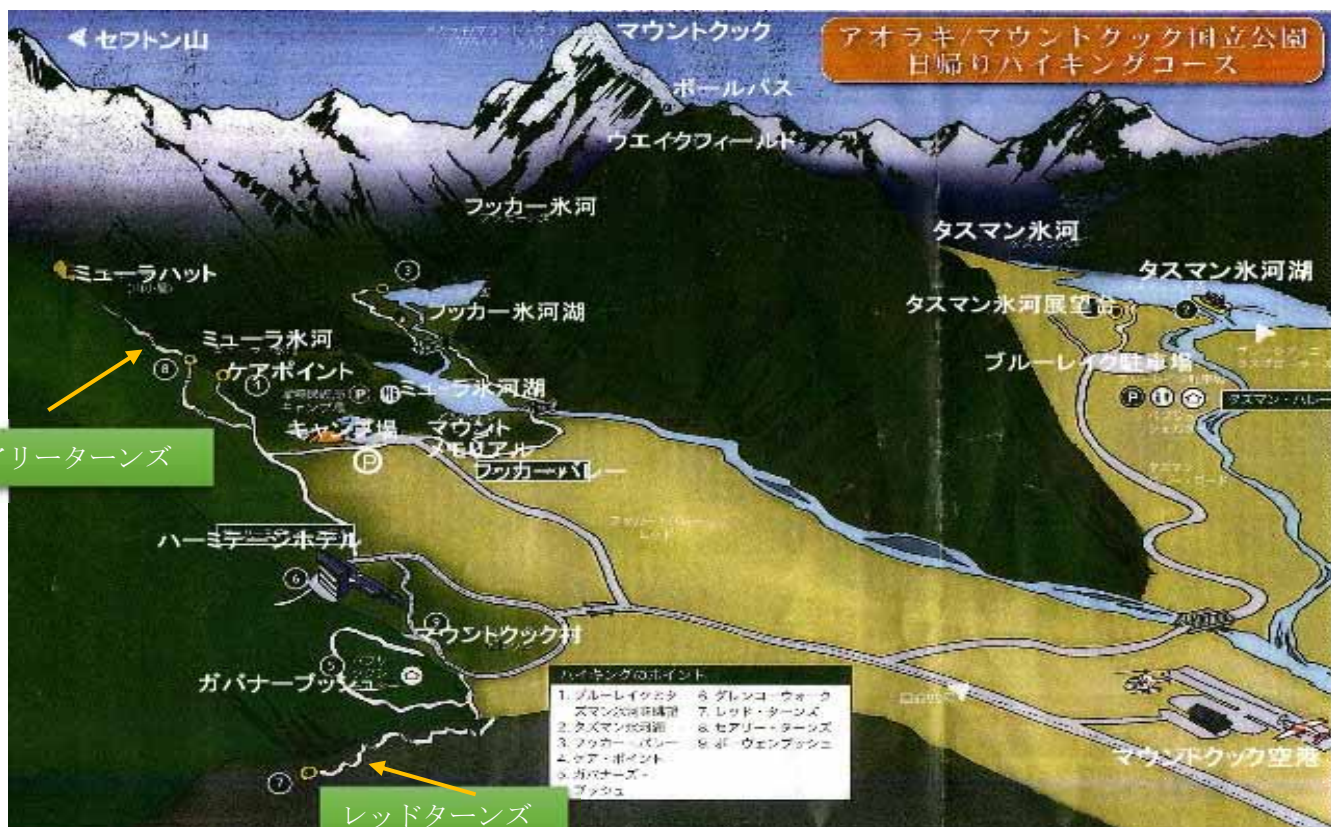 セフトン山
マウントクック
アオラキ/マウントクック国立公園
日帰りハイキングコース
ボールパス
ウエイクフィールド
フッカー氷河
タスマン氷河
タスマン氷河湖
ミューラハット
3
フッカー氷河湖
タスマン氷河展望台
2
ミューラ氷河
8
ケアポイント
P
ミューラ氷河湖
ブルーレイク駐車場
P
タスマン・バレー
キャンプ場
マウント
メモリアル
フッカーバレー
P
アリーターンズ
ハーミテージホテル
6
マウントクック村
5
ガバナーブッシュ
ハイキングのポイント
1. ブルーレイクとタ
スマン氷河眺望
2. タスマン氷河湖
3. フッカー・バレー
4. ケア・ポイント
5. ガバナーズ・
ブッシュ
6. グレンコーウォーク
7. レッド・ターンズ
8. セアリー・ターンズ
9. ボーウェンブッシュ
マウントクック空港
7
レッドターンズ